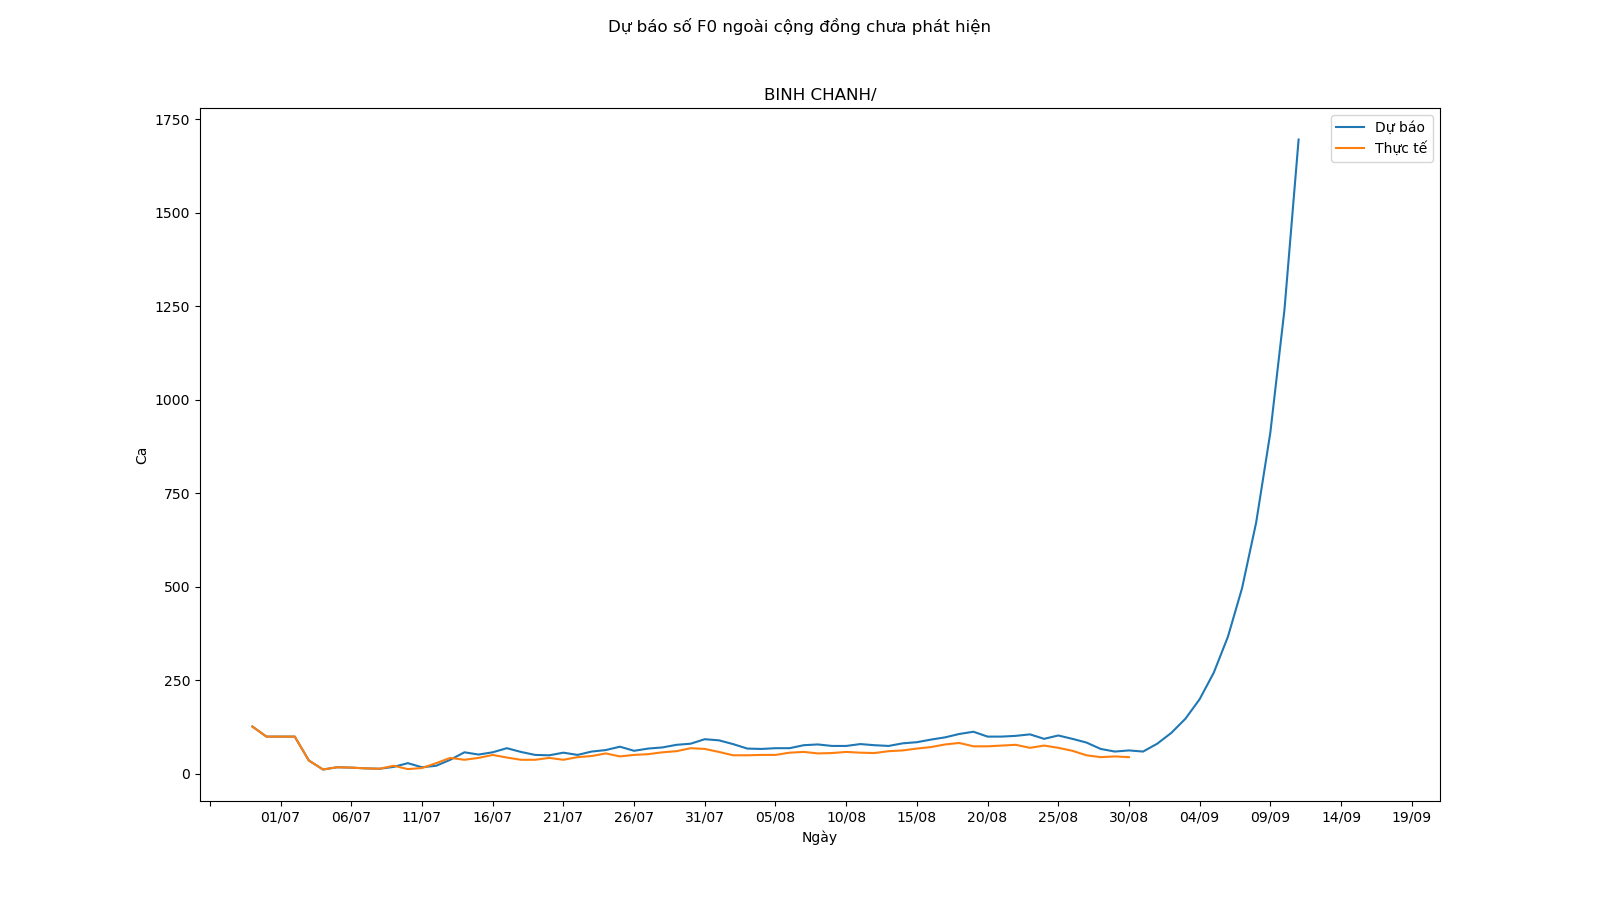 Dự báo số F0 ngoài cộng đồng chưa phát hiện
BINH CHANH/
Dự báo
Thực tế
1750
1500
1250
1000
750
500
250
0
Ca
01/07 06/07 11/07 16/07 21/07 26/07 31/07 05/08 10/08 15/08 20/08 25/08 30/08 04/09 09/09 14/09 19/09
Ngày